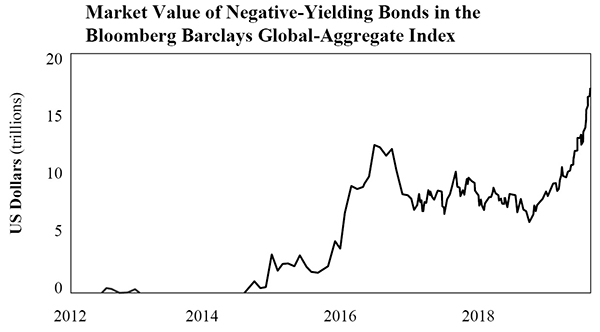 Market Value of Negative-Yielding Bonds in the
Bloomberg Barclays Global-Aggregate Index
US Dollars (trillions)
20
15
10
5
0
2012 2014 2016 2018